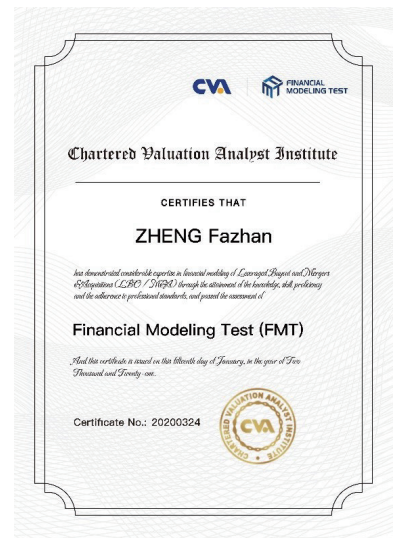 CVA
FINANCIAL
MODELING TEST
Chartered Valuation Analyst Institute
CERTIFIES THAT
ZHENG Fazhan
has demonstrated considerable expertise in financial modeling of Leveraged Buyout and Mergers
& Acquisitions (LBO / M&A) through the attainment of the knowledge, skill, proficiency
and the adherence to professional standards, and passed the assessment of
Financial Modeling Test (FMT)
And this certificate is issued on this fifteenth day of January, in the year of Two
Thousand and Twenty-one.
Certificate No.: 20200324
CHARTERED VALUATION ANALYST INSTITUTE
CVA